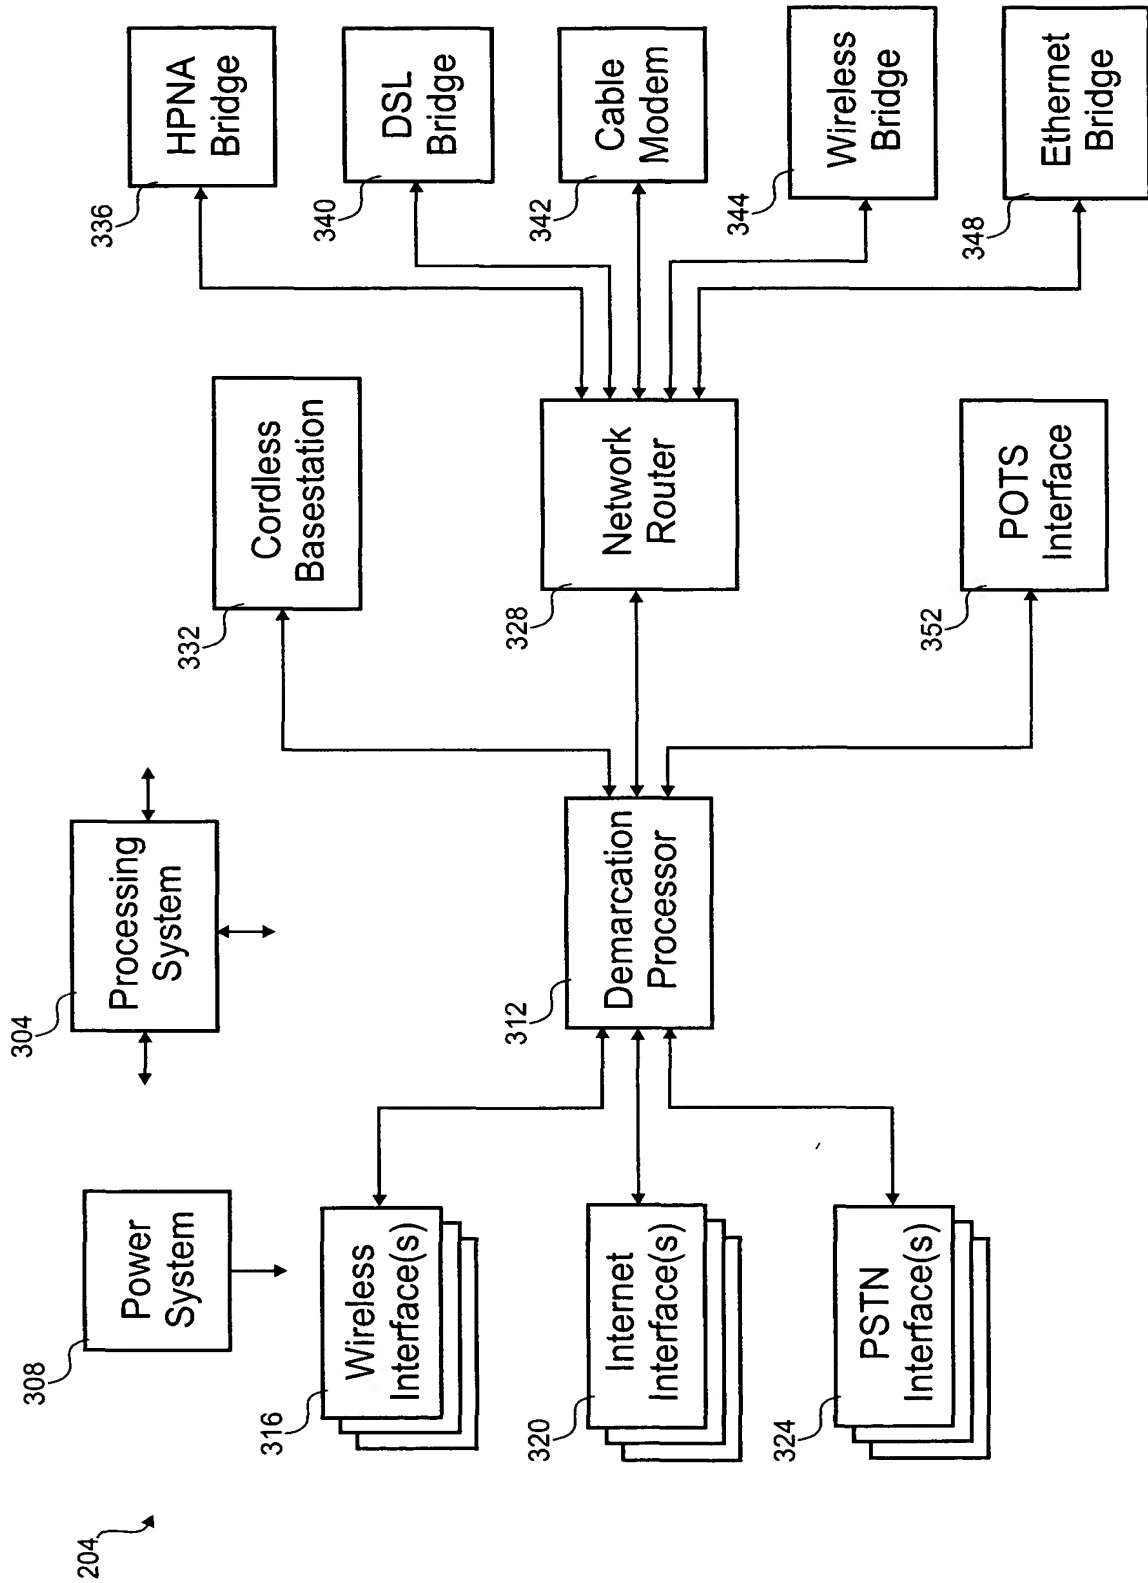 204
308
Power
System
304
Processing
System
316
Wireless
Interface(s)
320
Internet
Interface(s)
324
PSTN
Interface(s)
312
Demarcation
Processor
332
Cordless
Basestation
328
Network
Router
352
POTS
Interface
336
HPNA
Bridge
340
DSL
Bridge
342
Cable
Modem
344
Wireless
Bridge
348
Ethernet
Bridge